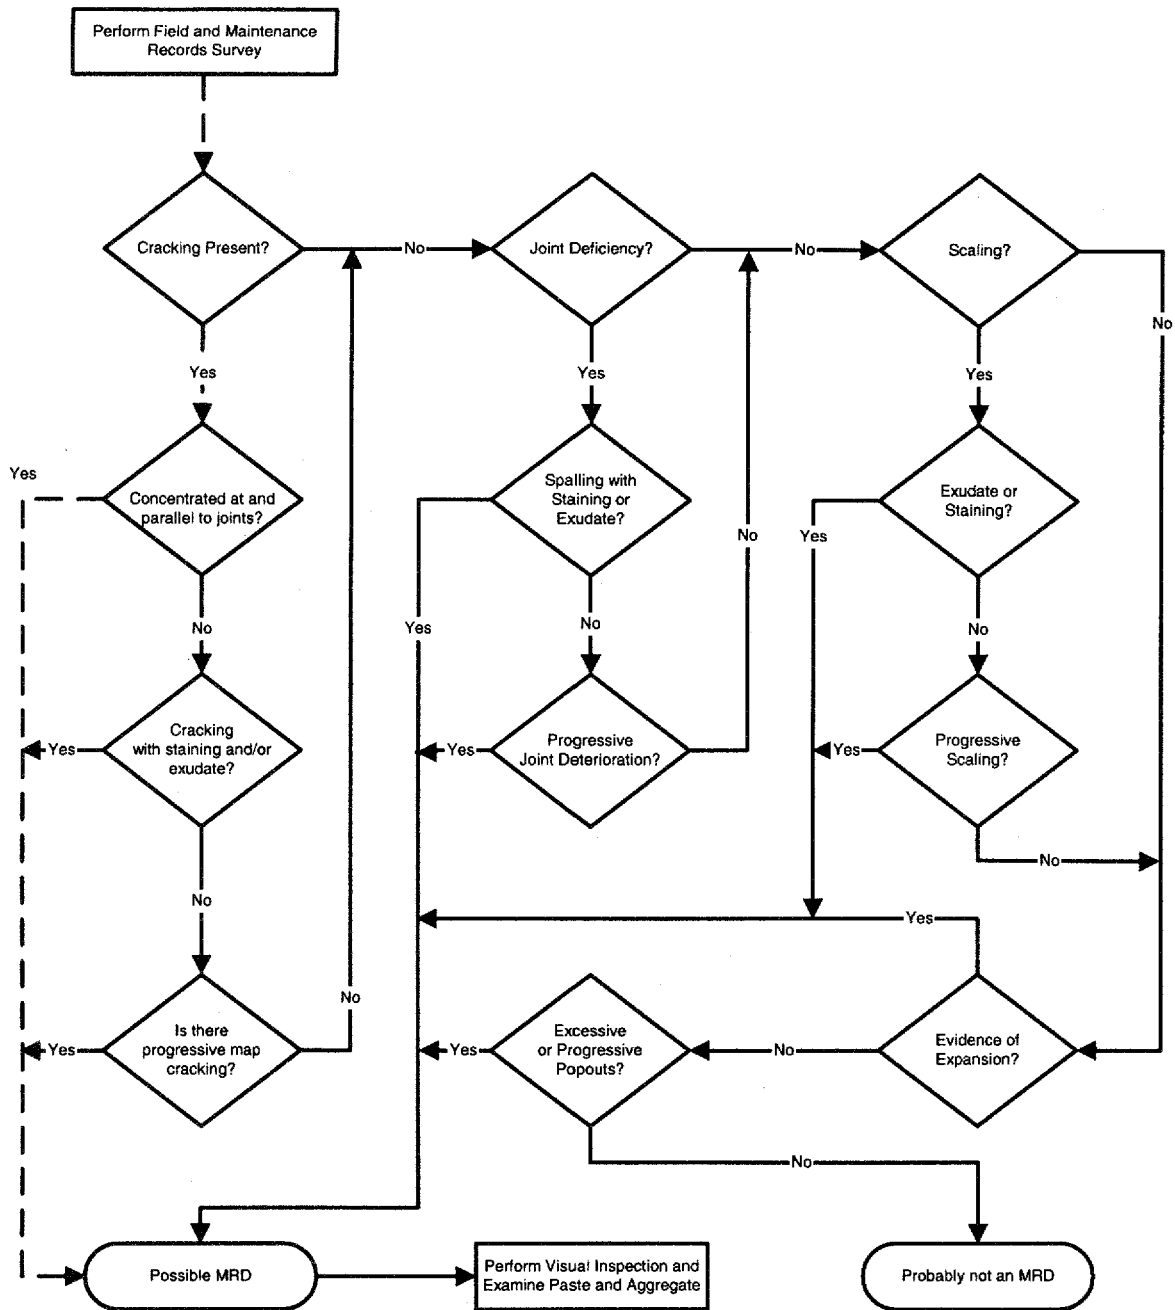 Perform Field and Maintenance
Records Survey
Cracking Present?
No
Joint Deficiency?
No
Scaling?
No
Yes
Yes
Yes
Yes
Concentrated at and
parallel to joints?
Spalling with
Staining or
Exudate?
No
Exudate or
Staining?
Yes
No
Yes
No
No
Yes
Cracking
with staining and/or
exudate?
Yes
Progressive
Joint Deterioration?
Yes
Progressive
Scaling?
No
No
Yes
No
Yes
Is there
progressive map
cracking?
Yes
Excessive
or Progressive
Popouts?
No
Evidence of
Expansion?
No
Possible MRD
Perform Visual Inspection and
Examine Paste and Aggregate
Probably not an MRD